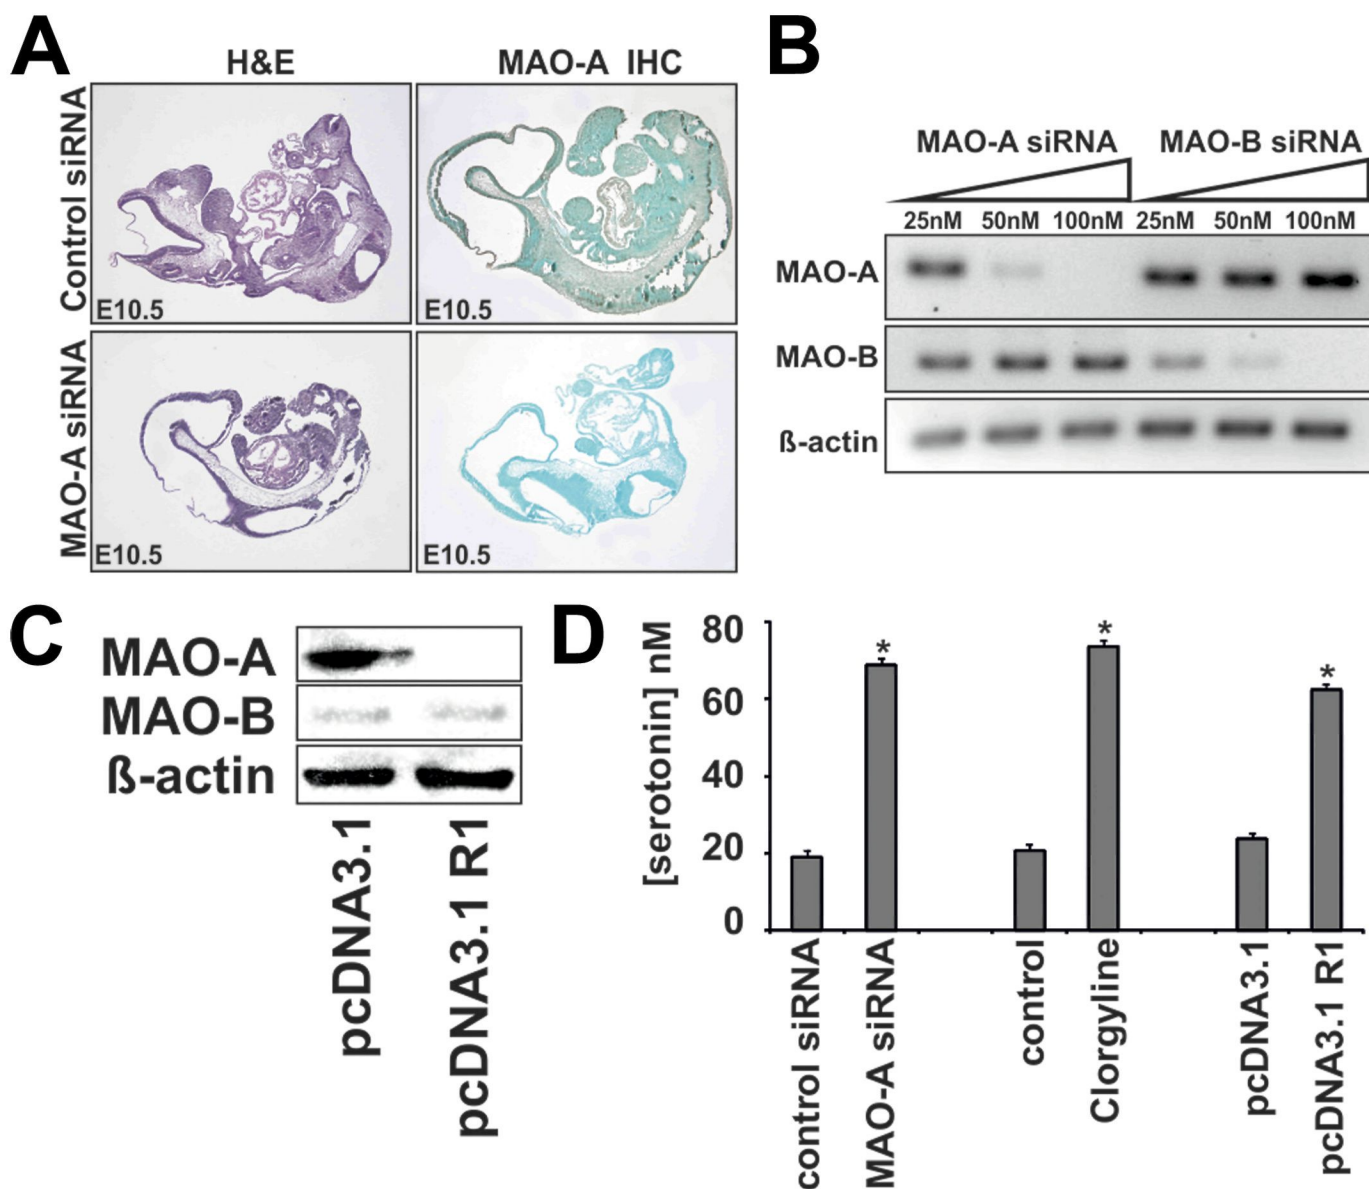 A
H&E
MAO-A IHC
Control siRNA
E10.5
E10.5
MAO-A siRNA
E10.5
E10.5
B
MAO-A siRNA
MAO-B siRNA
25nM 50nM 100nM 25nM 50nM 100nM
MAO-A
MAO-B
ß-actin
C
MAO-A
MAO-B
ß-actin
pcDNA3.1
pcDNA3.1 R1
D
[serotonin] nM
80
60
40
20
0
*
*
*
control siRNA
MAO-A siRNA
control
Clorgyline
pcDNA3.1
pcDNA3.1 R1